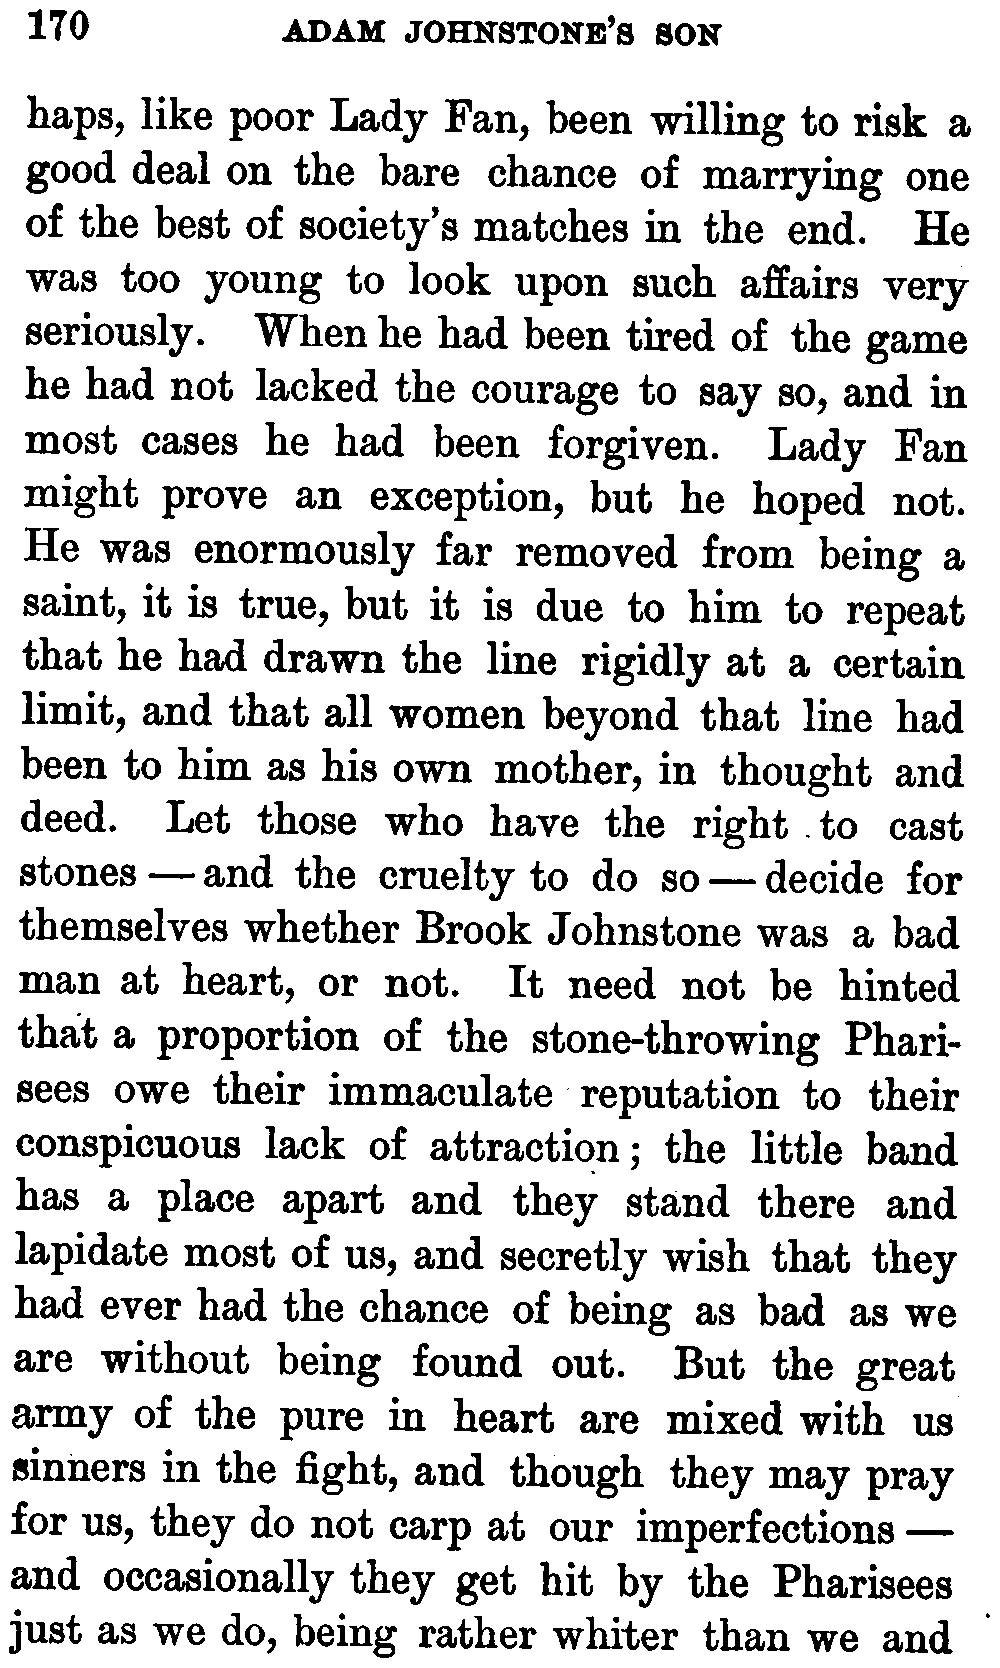 170 ADAM JOHNSTONE'S SON
haps, like poor Lady Fan, been willing to risk a
good deal on the bare chance of marrying one
of the best of society's matches in the end. He
was too young to look upon such affairs very
seriously. When he had been tired of the game
he had not lacked the courage to say so, and in
most cases he had been forgiven. Lady Fan
might prove an exception, but he hoped not.
He was enormously far removed from being a
saint, it is true, but it is due to him to repeat
that he had drawn the line rigidly at a certain
limit, and that all women beyond that line had
been to him as his own mother, in thought and
deed. Let those who have the right to cast
stones — and the cruelty to do so — decide for
themselves whether Brook Johnstone was a bad
man at heart, or not. It need not be hinted
that a proportion of the stone-throwing Phari-
sees owe their immaculate reputation to their
conspicuous lack of attraction; the little band
has a place apart and they stand there and
lapidate most of us, and secretly wish that they
had ever had the chance of being as bad as we
are without being found out. But the great
army of the pure in heart are mixed with us
sinners in the fight, and though they may pray
for us, they do not carp at our imperfections —
and occasionally they get hit by the Pharisees
just as we do, being rather whiter than we and